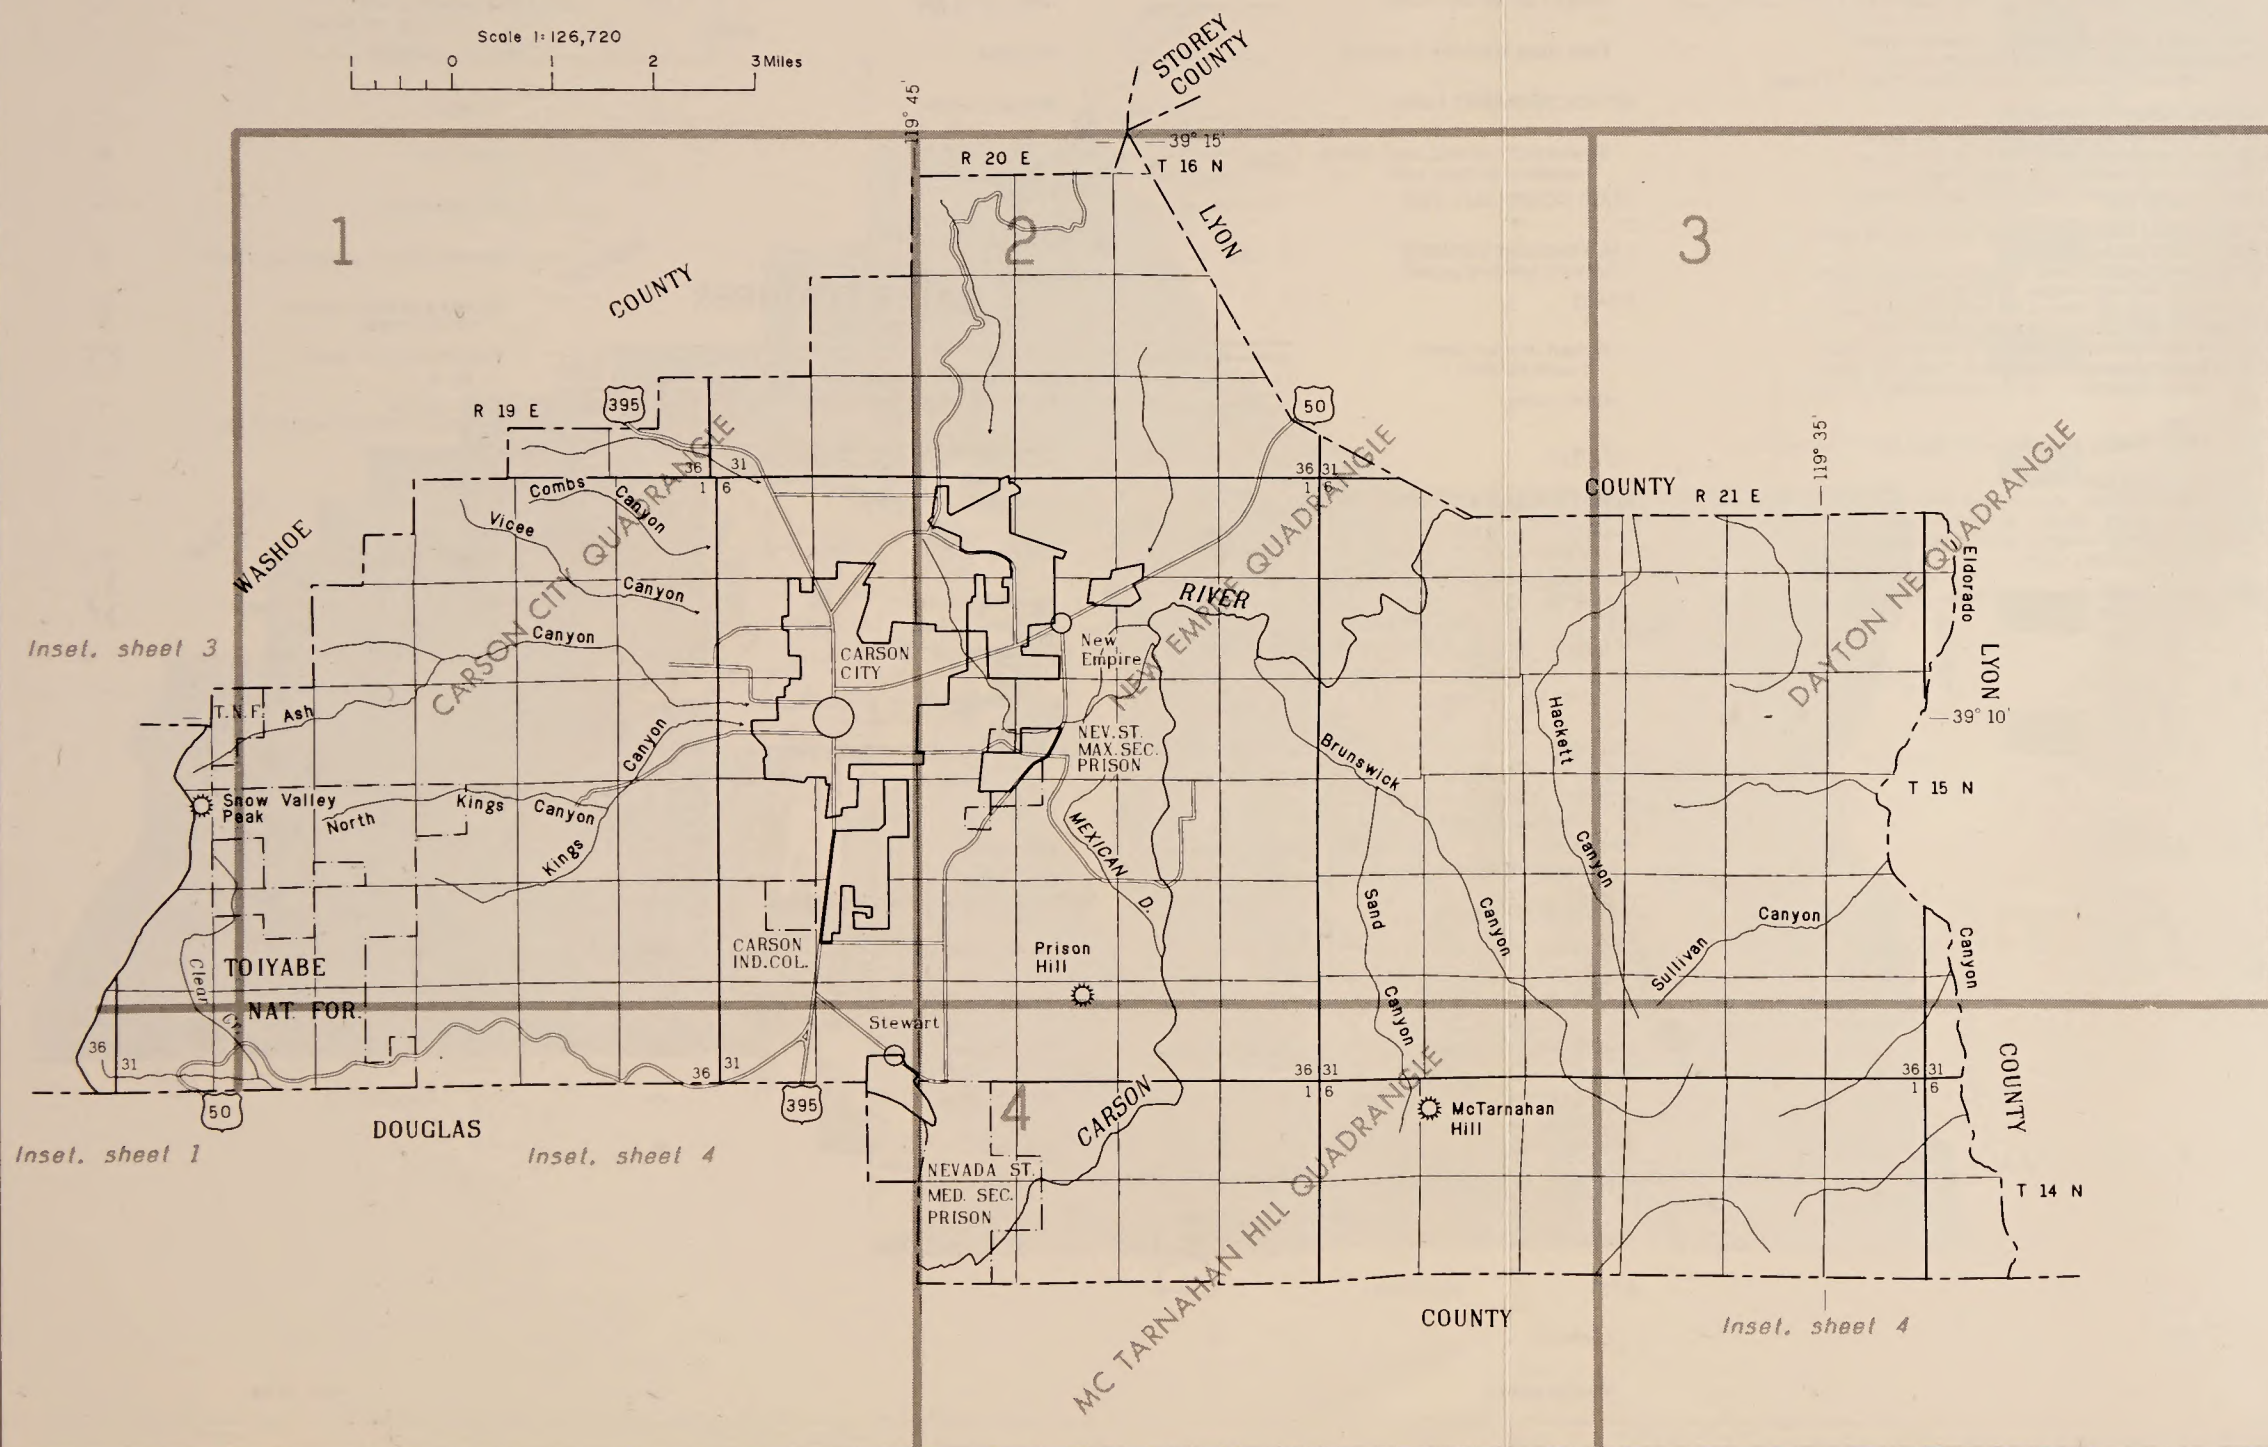 Scale 1:126,720
1 0 1 2 3 Miles
STOREY
COUNTY
119° 45'
39° 15'
R 20 E
T 16 N
1
2
3
LYON
COUNTY
395
R 19 E
50
36 31
1 6
36 31
1 6
Combs
Canyon
Vicee
Canyon
CARSON CITY QUADRANGLE
NEW EMPIRE QUADRANGLE
COUNTY
R 21 E
119° 35'
DAYTON NE QUADRANGLE
Eldorado
WASHOE
RIVER
Inset, sheet 3
Canyon
CARSON
CITY
New
Empire
LYON
39° 10'
T.N.F.
Ash
Canyon
NEV. ST.
MAX. SEC.
PRISON
Brunswick
Hackett
Snow Valley
Peak
North
Kings
Canyon
Kings
T 15 N
MEXICAN
D.
Canyon
Sand
Canyon
Canyon
Sullivan
Canyon
Canyon
CARSON
IND. COL.
Prison
Hill
TOIYABE
NAT. FOR.
Clear
Cr.
Stewart
Canyon
36
31
36
31
36 31
1 6
36 31
1 6
50
395
4
CARSON
McTarnahan
Hill
COUNTY
DOUGLAS
Inset, sheet 1
Inset, sheet 4
NEVADA ST.
MED. SEC.
PRISON
T 14 N
MC TARNAHAN HILL QUADRANGLE
COUNTY
Inset, sheet 4